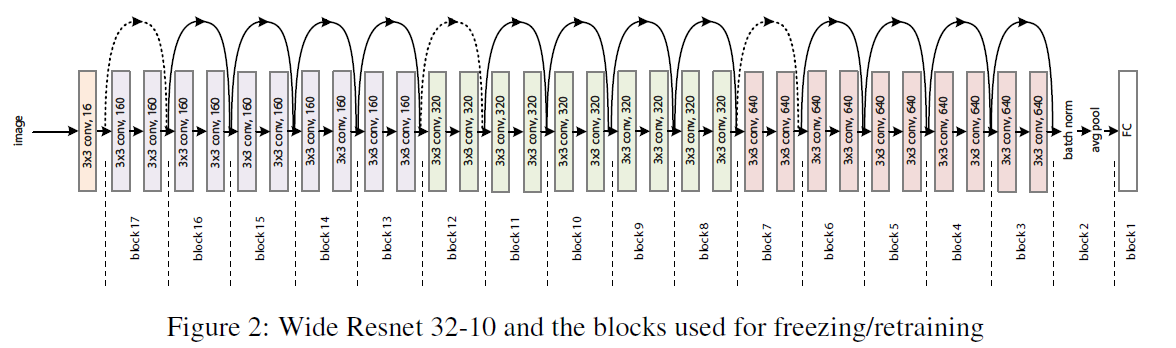 image
3x3 conv, 16
3x3 conv, 160
3x3 conv, 160
3x3 conv, 160
3x3 conv, 160
3x3 conv, 160
3x3 conv, 160
3x3 conv, 160
3x3 conv, 160
3x3 conv, 160
3x3 conv, 160
3x3 conv, 320
3x3 conv, 320
3x3 conv, 320
3x3 conv, 320
3x3 conv, 320
3x3 conv, 320
3x3 conv, 320
3x3 conv, 320
3x3 conv, 320
3x3 conv, 320
3x3 conv, 640
3x3 conv, 640
3x3 conv, 640
3x3 conv, 640
3x3 conv, 640
3x3 conv, 640
3x3 conv, 640
3x3 conv, 640
3x3 conv, 640
3x3 conv, 640
batch norm
avg pool
FC
block 17
block 16
block 15
block 14
block 13
block 12
block 11
block 10
block 9
block 8
block 7
block 6
block 5
block 4
block 3
block 2
block 1
Figure 2: Wide Resnet 32-10 and the blocks used for freezing/retraining